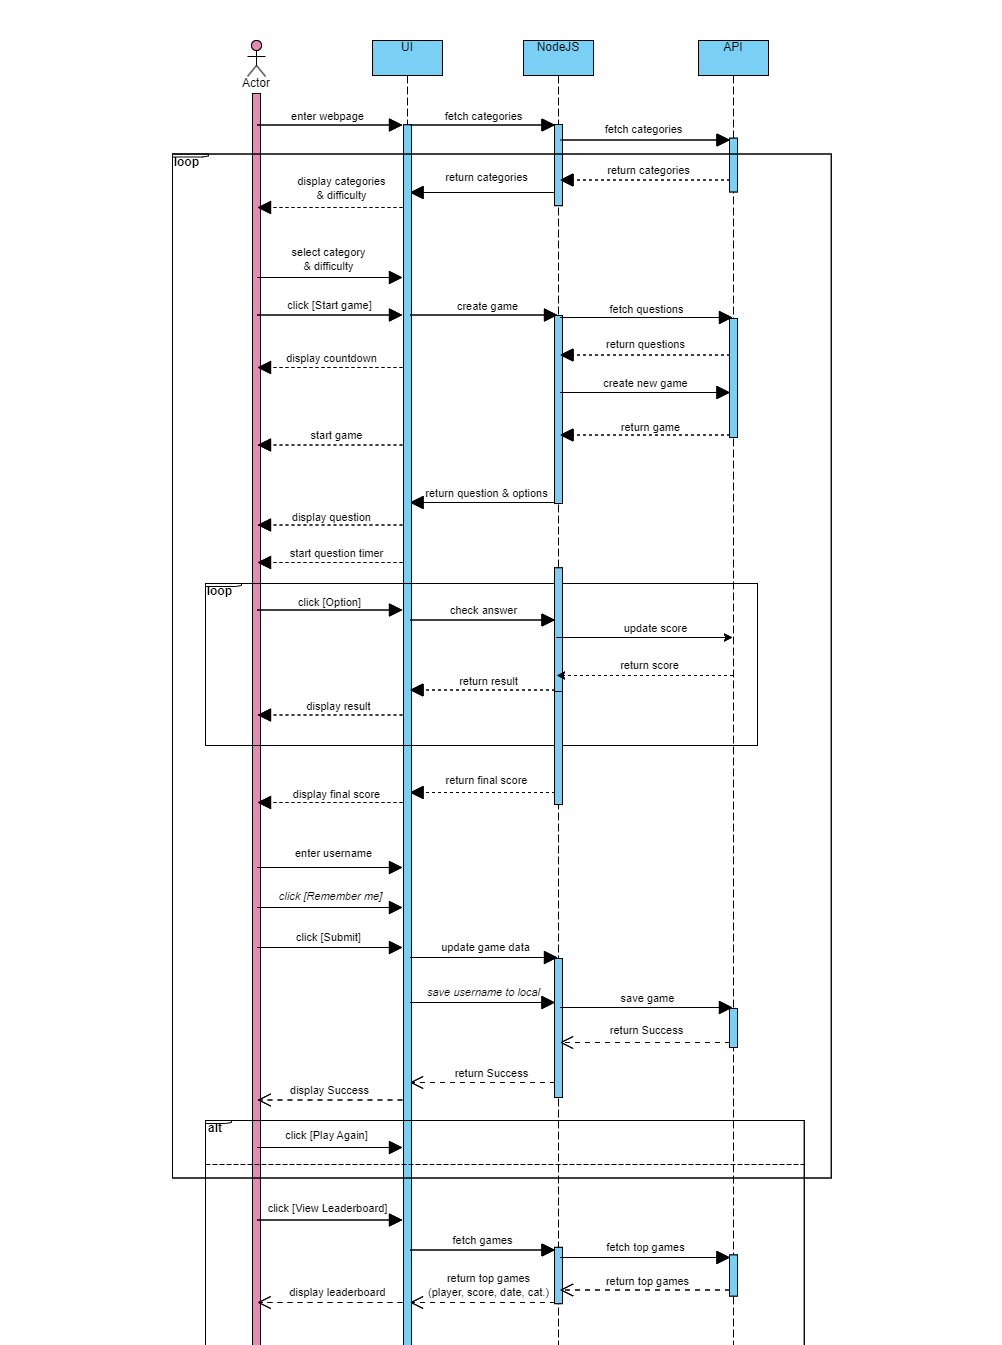 UI
NodeJS
API
Actor
enter webpage
fetch categories
fetch categories
loop
return categories
return categories
display categories
& difficulty
select category
& difficulty
click [Start game]
create game
fetch questions
return questions
display countdown
create new game
return game
start game
return question & options
display question
start question timer
loop
click [Option]
check answer
update score
return score
return result
display result
return final score
display final score
enter username
click [Remember me]
click [Submit]
update game data
save username to local
save game
return Success
return Success
display Success
alt
click [Play Again]
click [View Leaderboard]
fetch games
fetch top games
return top games
(player, score, date, cat.)
return top games
display leaderboard